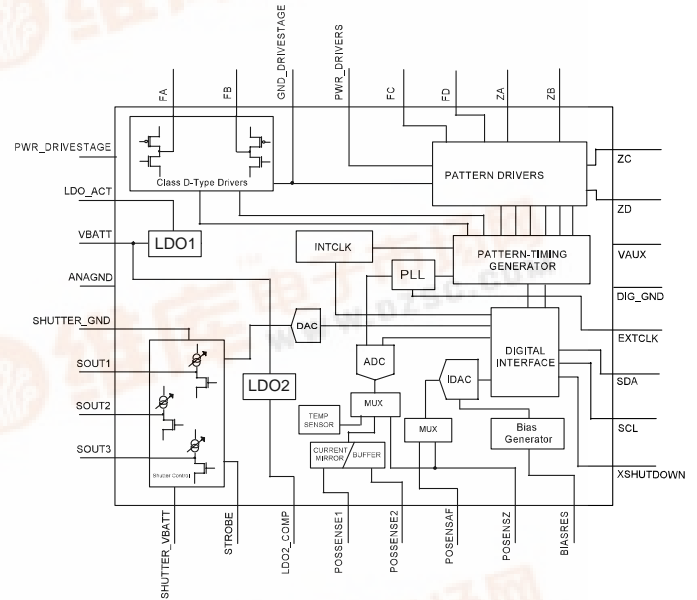 FA
FB
GND_DRIVESTAGE
PWR_DRIVERS
FC
FD
ZA
ZB
PWR_DRIVESTAGE
Class D-Type Drivers
PATTERN DRIVERS
ZC
LDO_ACT
ZD
VBATT
LDO1
INTCLK
PATTERN-TIMING
GENERATOR
VAUX
ANAGND
PLL
DIG_GND
SHUTTER_GND
DAC
EXTCLK
SOUT1
ADC
DIGITAL
INTERFACE
SDA
LDO2
IDAC
SOUT2
MUX
TEMP
SENSOR
MUX
Bias
Generator
SCL
SOUT3
CURRENT
MIRROR
BUFFER
Shutter Control
XSHUTDOWN
SHUTTER_VBATT
STROBE
LDO2_COMP
POSSENSE1
POSSENSE2
POSENSAF
POSENSZ
BIASRES
www.dzsc.com